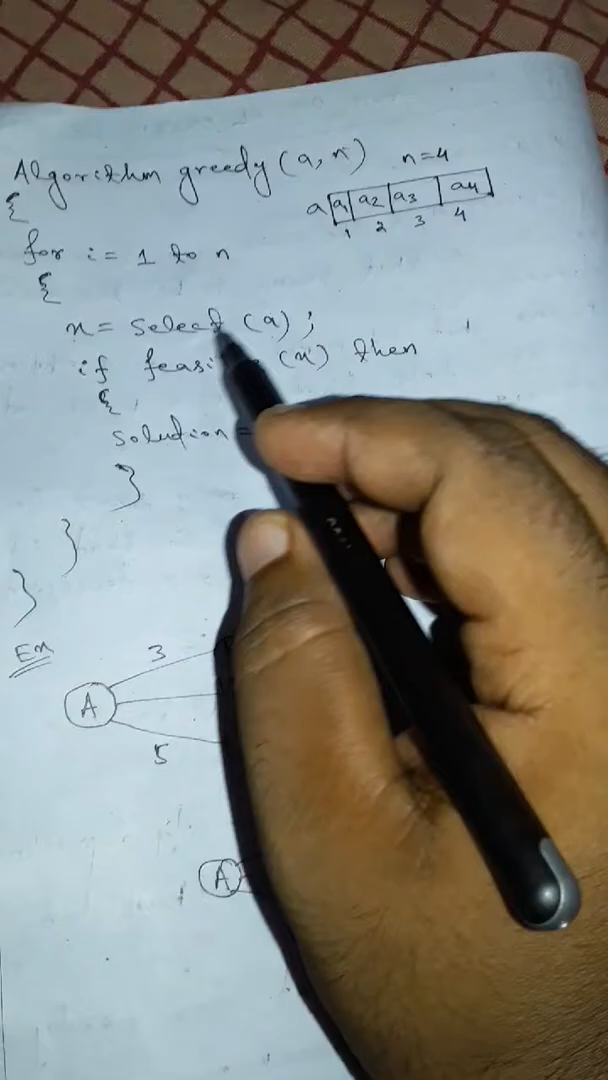 Algorithm greedy (a, n) n=4
{
a a1 a2 a3 a4
1 2 3 4
for i = 1 to n
{
x = select (a) ;
if (x) then
{
solution =
}
}
}
Ex
3
A
5
A